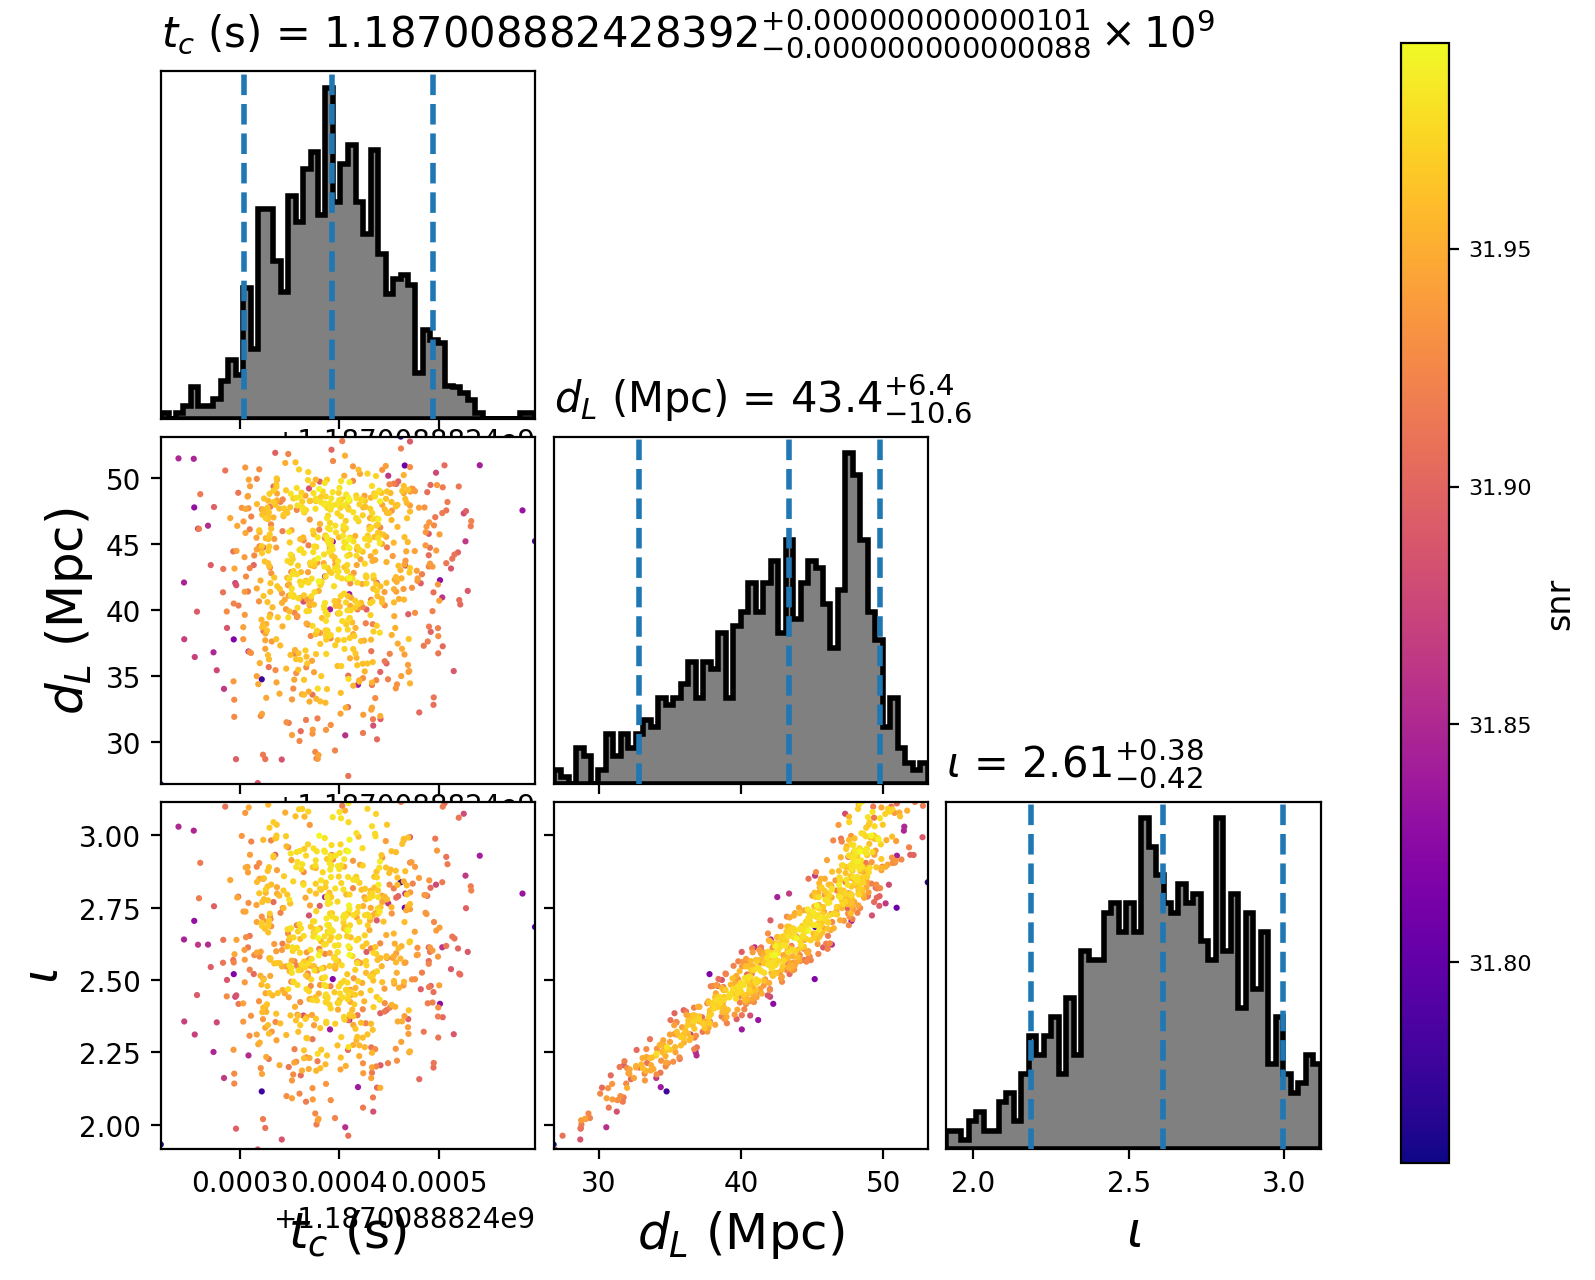 t_c (s) = 1.187008882428392^{+0.000000000000101}_{−0.000000000000088} × 10^9
d_L (Mpc) = 43.4^{+6.4}_{−10.6}
50
45
40
35
30
d_L (Mpc)
ι = 2.61^{+0.38}_{−0.42}
3.00
2.75
2.50
2.25
2.00
ι
0.0003 0.0004 0.0005
+1.1870088824e9
t_c (s)
30 40 50
d_L (Mpc)
2.0 2.5 3.0
ι
31.95
31.90
31.85
31.80
snr